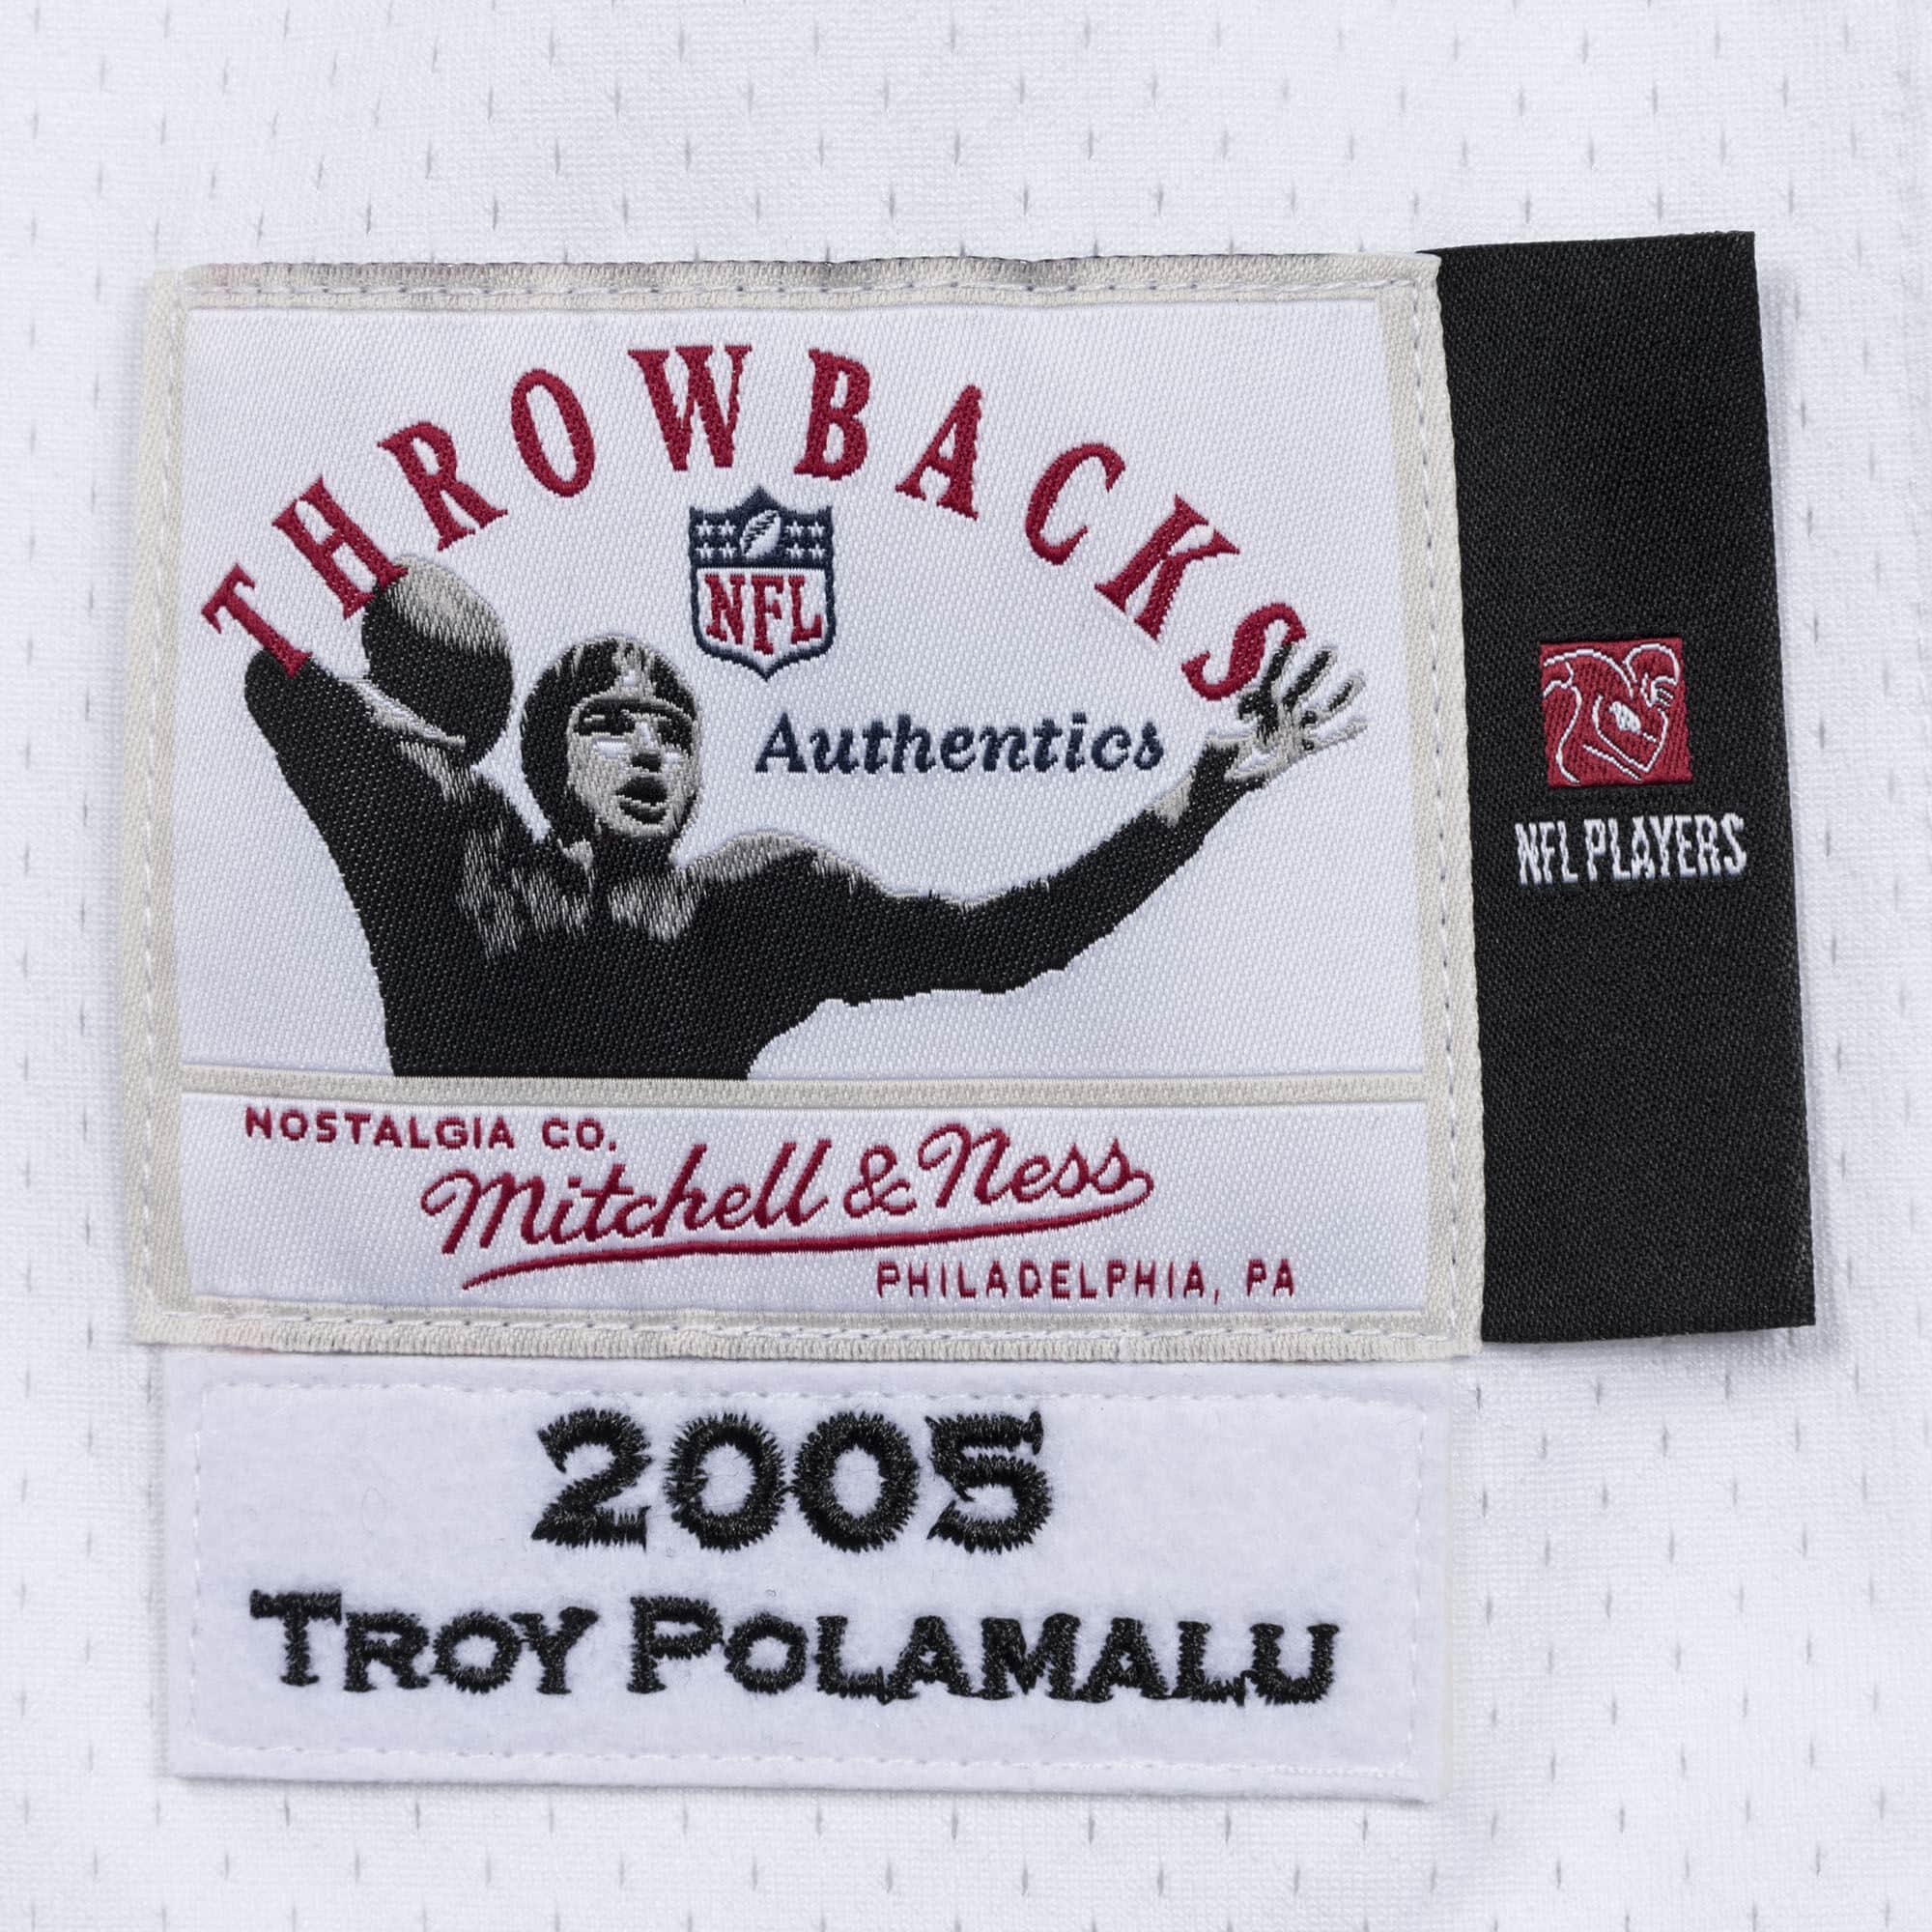 THROWBACKS
NFL
Authentics
NOSTALGIA CO.
Mitchell & Ness
PHILADELPHIA, PA
NFL PLAYERS
2005
TROY POLAMALU